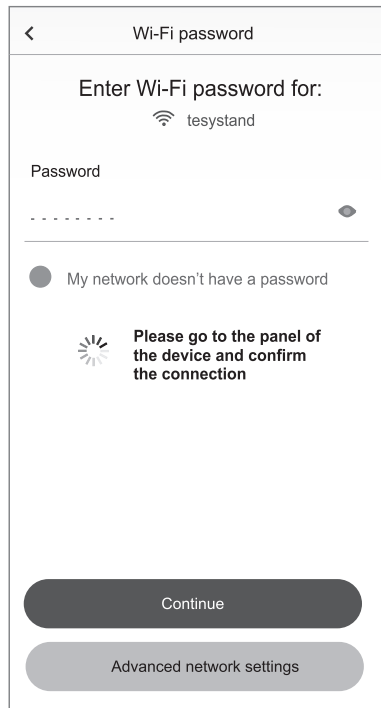 Wi-Fi password
Enter Wi-Fi password for:
tesystand
Password
- - - - - - - -
My network doesn’t have a password
Please go to the panel of
the device and confirm
the connection
Continue
Advanced network settings